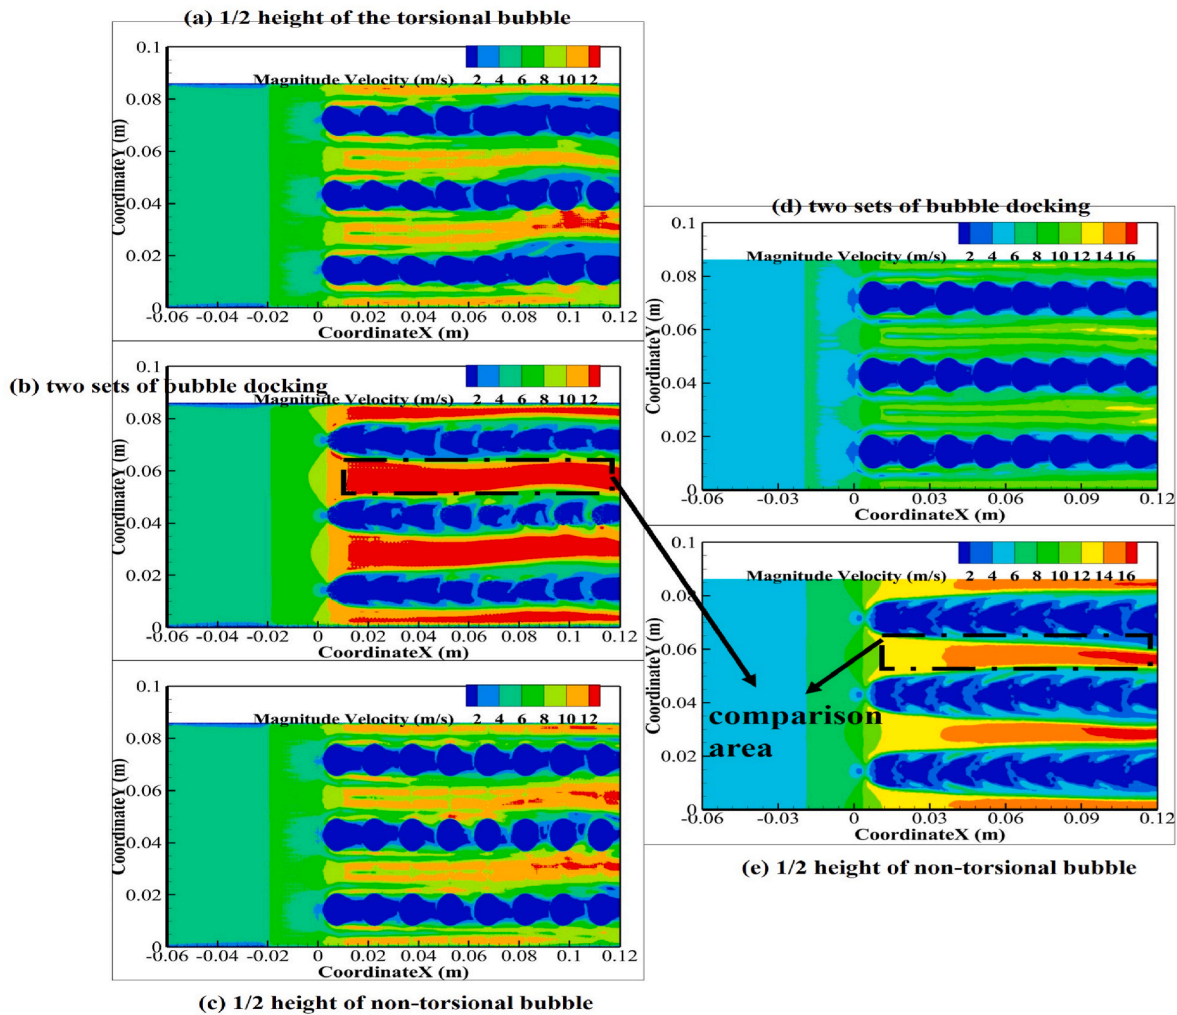 (a) 1/2 height of the torsional bubble
0.1
Magnitude Velocity (m/s) 2 4 6 8 10 12
0.08
0.06
0.04
0.02
0
CoordinateY (m)
-0.06 -0.04 -0.02 0 0.02 0.04 0.06 0.08 0.1 0.12
CoordinateX (m)
(b) two sets of bubble docking
0.1
Magnitude Velocity (m/s) 2 4 6 8 10 12
0.08
0.06
0.04
0.02
0
CoordinateY (m)
-0.06 -0.04 -0.02 0 0.02 0.04 0.06 0.08 0.1 0.12
CoordinateX (m)
0.1
Magnitude Velocity (m/s) 2 4 6 8 10 12
0.08
0.06
0.04
0.02
0
CoordinateY (m)
-0.06 -0.04 -0.02 0 0.02 0.04 0.06 0.08 0.1 0.12
CoordinateX (m)
(c) 1/2 height of non-torsional bubble
(d) two sets of bubble docking
0.1
Magnitude Velocity (m/s) 2 4 6 8 10 12 14 16
0.08
0.06
0.04
0.02
0
CoordinateY (m)
-0.06 -0.03 0 0.03 0.06 0.09 0.12
CoordinateX (m)
0.1
Magnitude Velocity (m/s) 2 4 6 8 10 12 14 16
0.08
0.06
0.04
0.02
0
CoordinateY (m)
comparison
area
-0.06 -0.03 0 0.03 0.06 0.09 0.12
CoordinateX (m)
(e) 1/2 height of non-torsional bubble